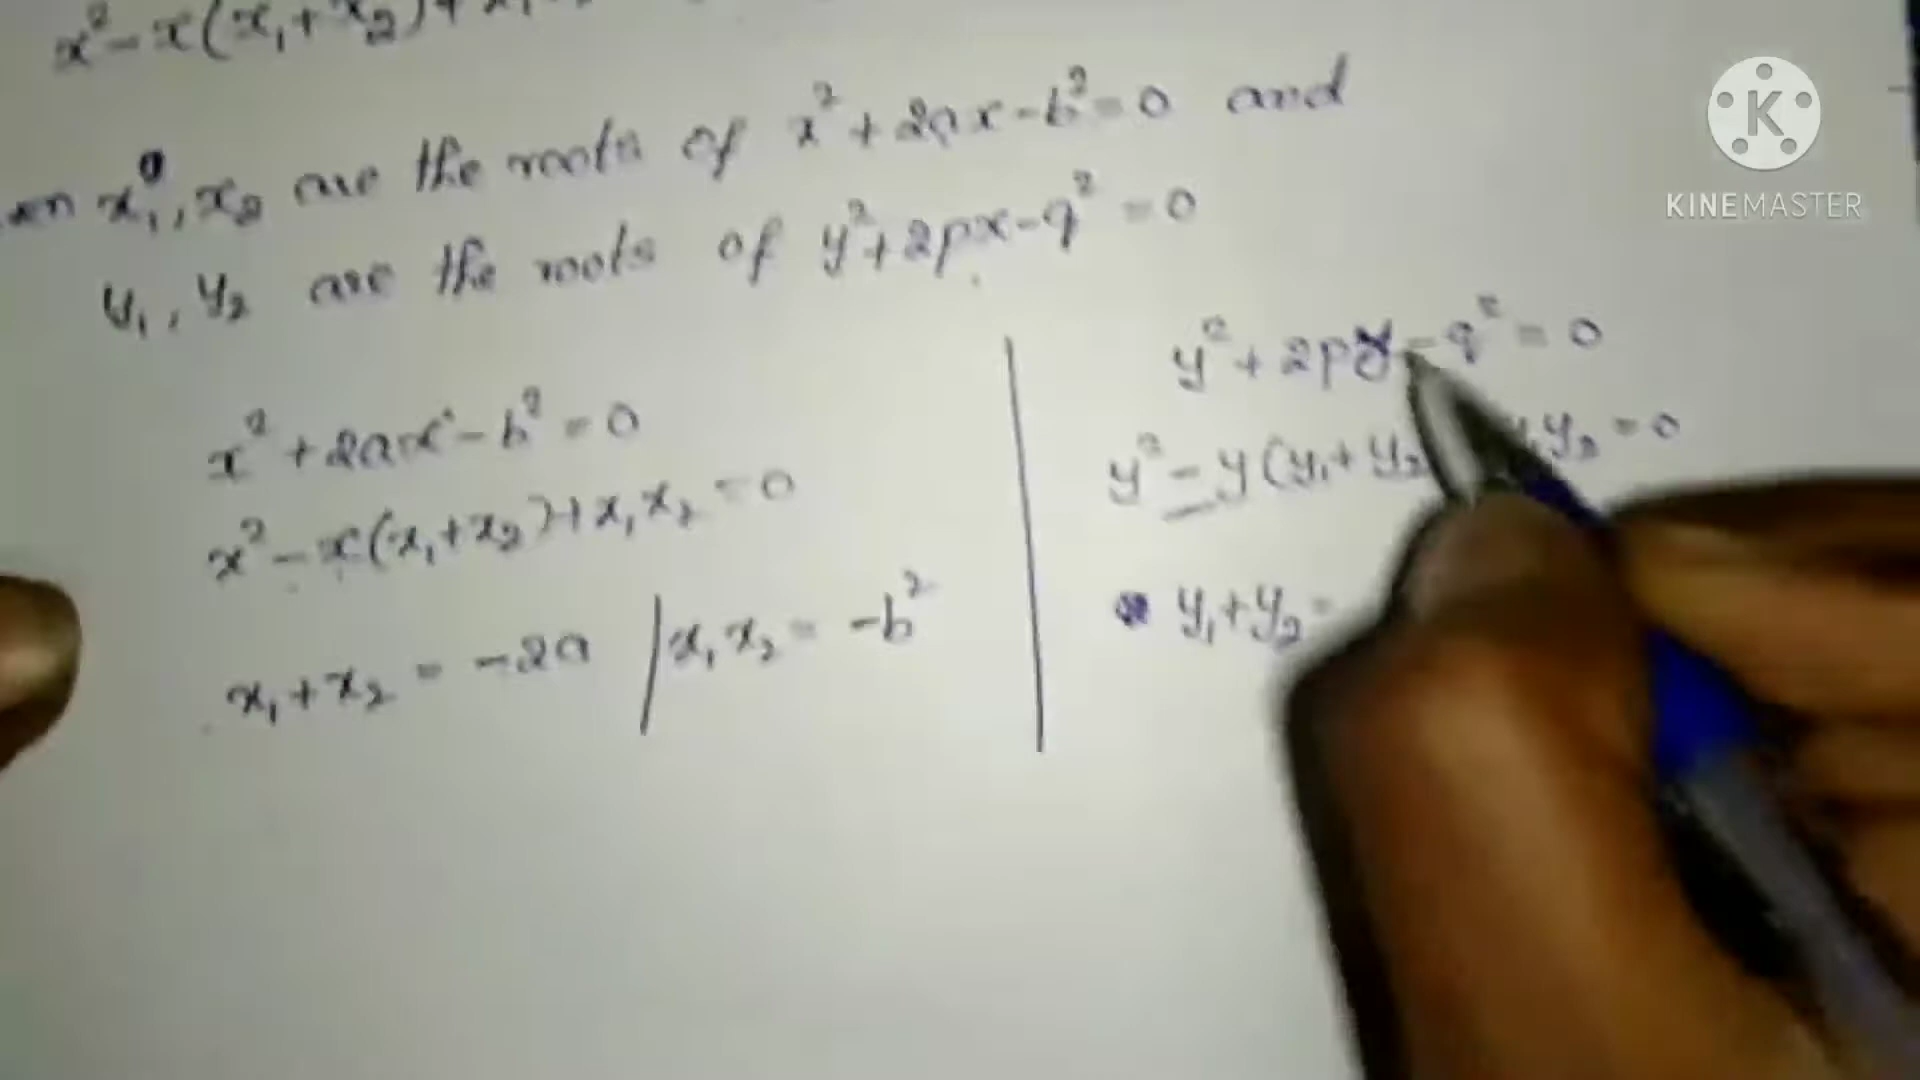 x² - x(x₁+x₂)+x₁
x₁, x₂ are the roots of x²+2ax-b²=0 and
y₁, y₂ are the roots of y²+2px-q²=0
x²+2ax-b²=0
x²-x(x₁+x₂)+x₁x₂=0
x₁+x₂ = -2a | x₁x₂ = -b²
y²+2py-q²=0
y²-y(y₁+y₂ y₂=0
y₁+y₂=
K
KINEMASTER